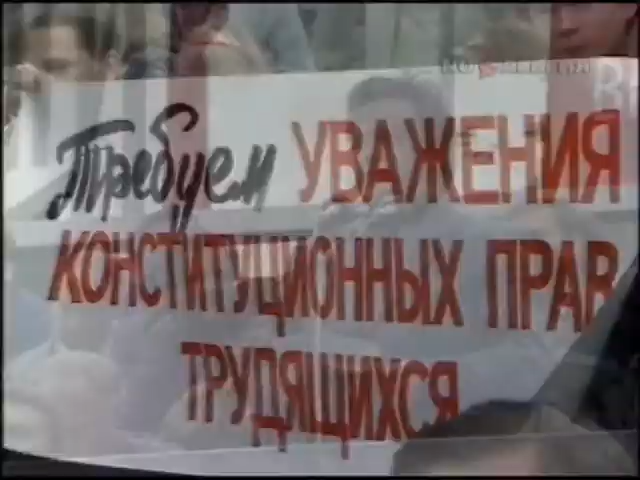 Требуем УВАЖЕНИЯ
КОНСТИТУЦИОННЫХ ПРАВ
ТРУДЯЩИХСЯ